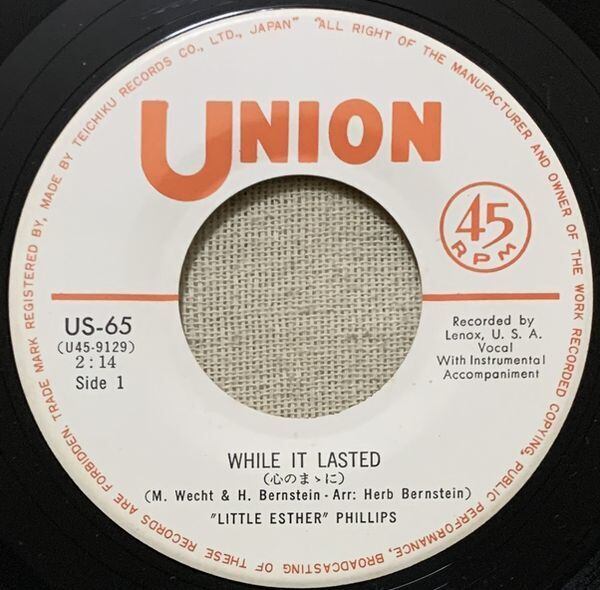 TRADE MARK REGISTERED BY, MADE BY TEICHIKU RECORDS CO., LTD., JAPAN" "ALL RIGHT OF THE MANUFACTURER AND OWNER OF THE WORK RECORDED COPYING, PUBLIC PERFORMANCE, BROADCASTING OF THESE RECORDS ARE FORBIDDEN.
UNION
45
RPM
US-65
(U45-9129)
2:14
Side 1
Recorded by
Lenox, U. S. A.
Vocal
With Instrumental
Accompaniment
WHILE IT LASTED
(心のまゝに)
(M. Wecht & H. Bernstein - Arr: Herb Bernstein)
"LITTLE ESTHER" PHILLIPS